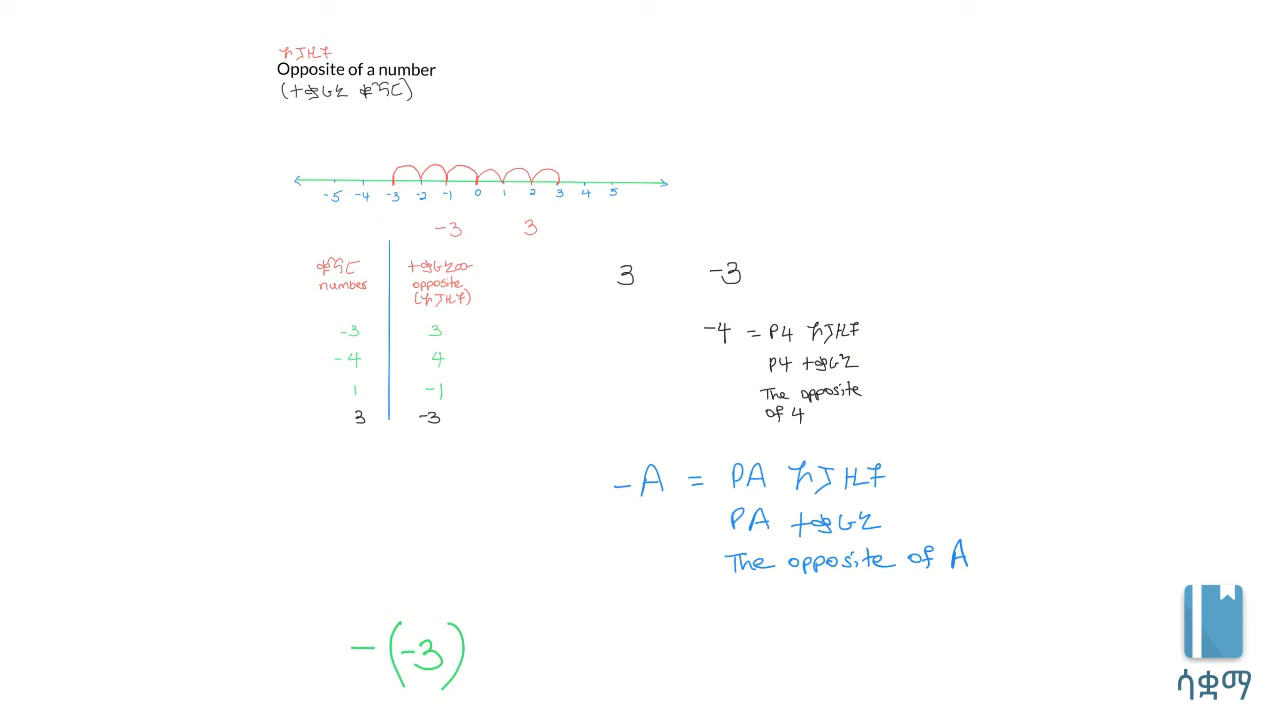 ኦፖዚት
Opposite of a number
(ተቃራኒ ቁጥር)
-5 -4 -3 -2 -1 0 1 2 3 4 5
-3 3
ቁጥር ተቃራኒው
number opposite
(ኦፖዚት)
-3 3
-4 4
1 -1
3 -3
3 -3
-4 = የ4 ኦፖዚት
የ4 ተቃራኒ
The opposite
of 4
-A = የA ኦፖዚት
የA ተቃራኒ
The opposite of A
-(-3)
ሳቋማ